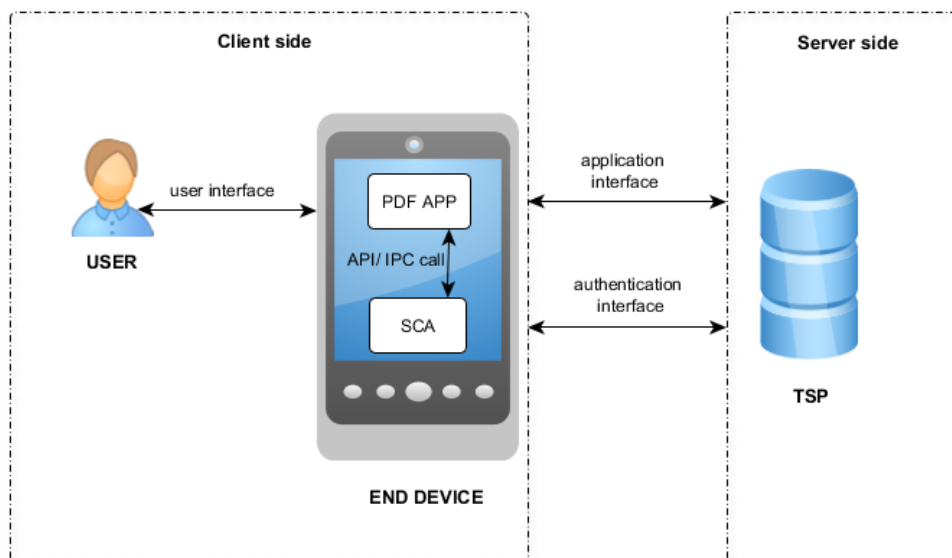 Client side
Server side
user interface
USER
PDF APP
API/ IPC call
SCA
END DEVICE
application
interface
authentication
interface
TSP